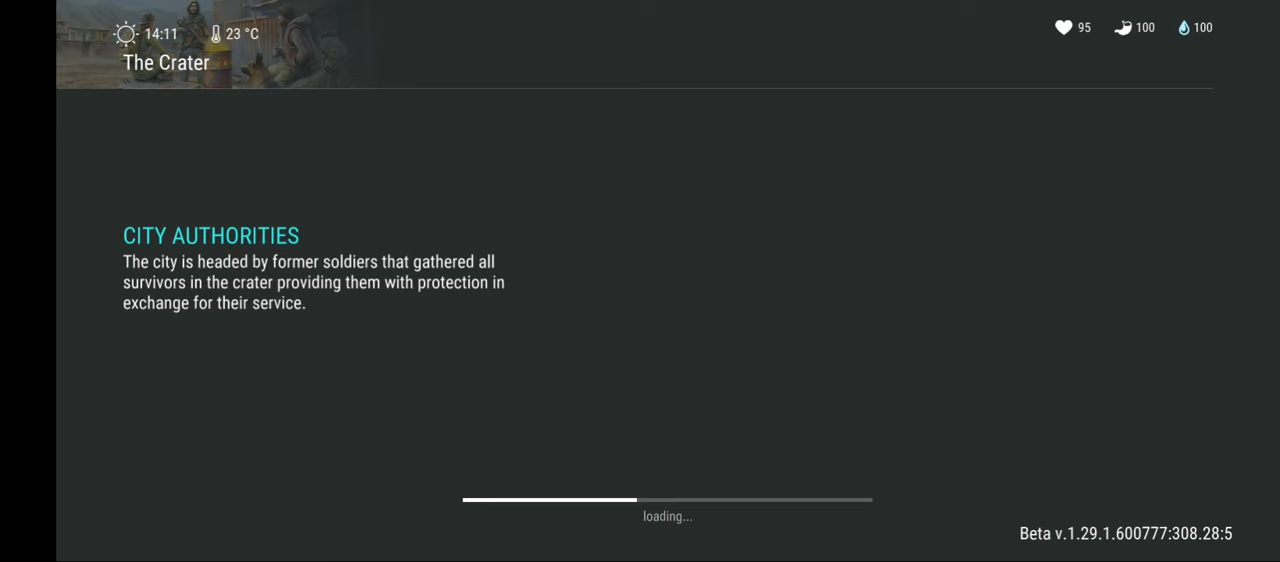 14:11 23 °C
95 100 100
The Crater
CITY AUTHORITIES
The city is headed by former soldiers that gathered all
survivors in the crater providing them with protection in
exchange for their service.
loading...
Beta v.1.29.1.600777:308.28:5